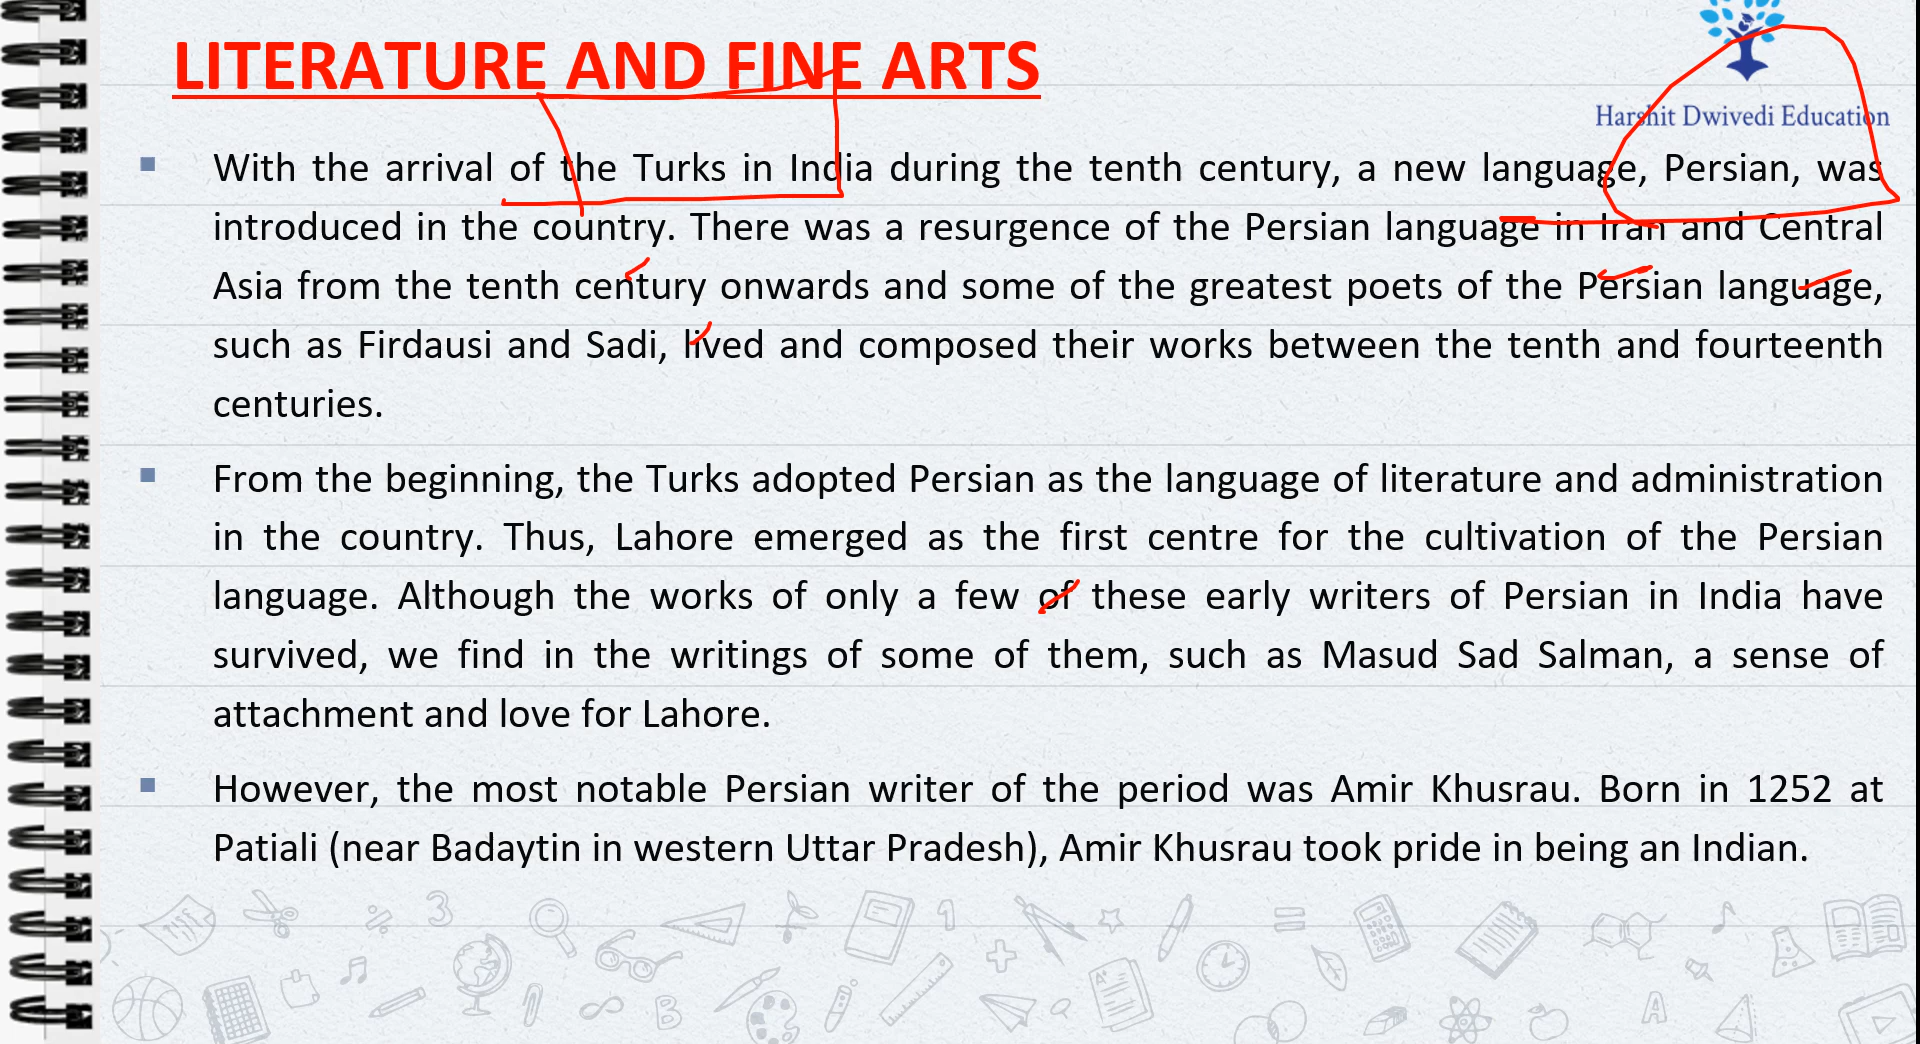 LITERATURE AND FINE ARTS
Harshit Dwivedi Education
With the arrival of the Turks in India during the tenth century, a new language, Persian, was
introduced in the country. There was a resurgence of the Persian language in Iran and Central
Asia from the tenth century onwards and some of the greatest poets of the Persian language,
such as Firdausi and Sadi, lived and composed their works between the tenth and fourteenth
centuries.
From the beginning, the Turks adopted Persian as the language of literature and administration
in the country. Thus, Lahore emerged as the first centre for the cultivation of the Persian
language. Although the works of only a few of these early writers of Persian in India have
survived, we find in the writings of some of them, such as Masud Sad Salman, a sense of
attachment and love for Lahore.
However, the most notable Persian writer of the period was Amir Khusrau. Born in 1252 at
Patiali (near Badaytin in western Uttar Pradesh), Amir Khusrau took pride in being an Indian.